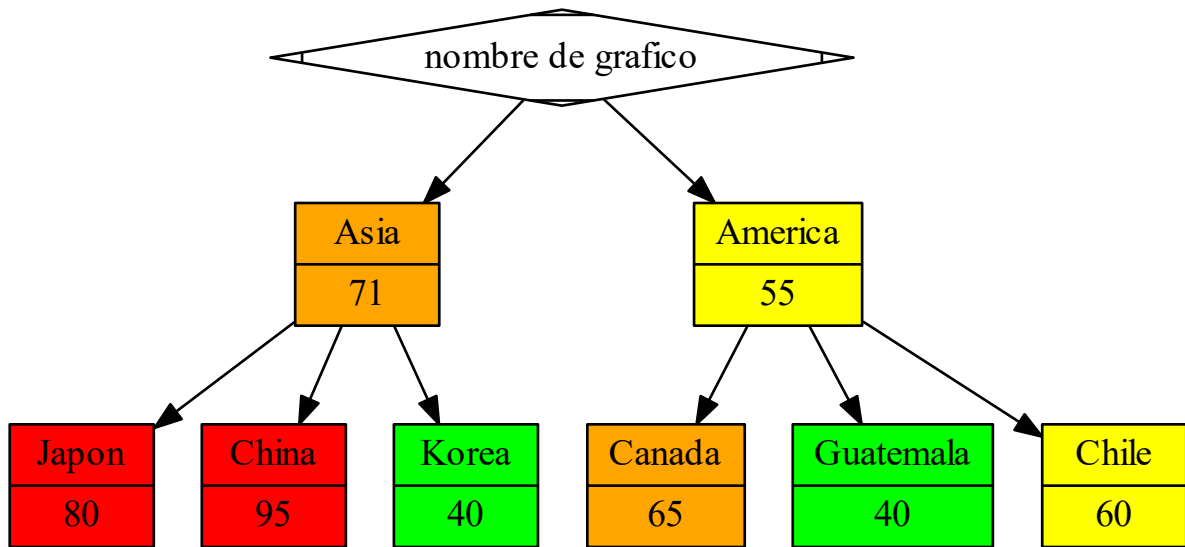 nombre de grafico
Asia
71
America
55
Japon
80
China
95
Korea
40
Canada
65
Guatemala
40
Chile
60